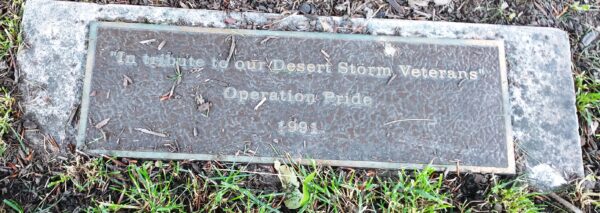 "In tribute to our Desert Storm Veterans"
Operation Pride
1991